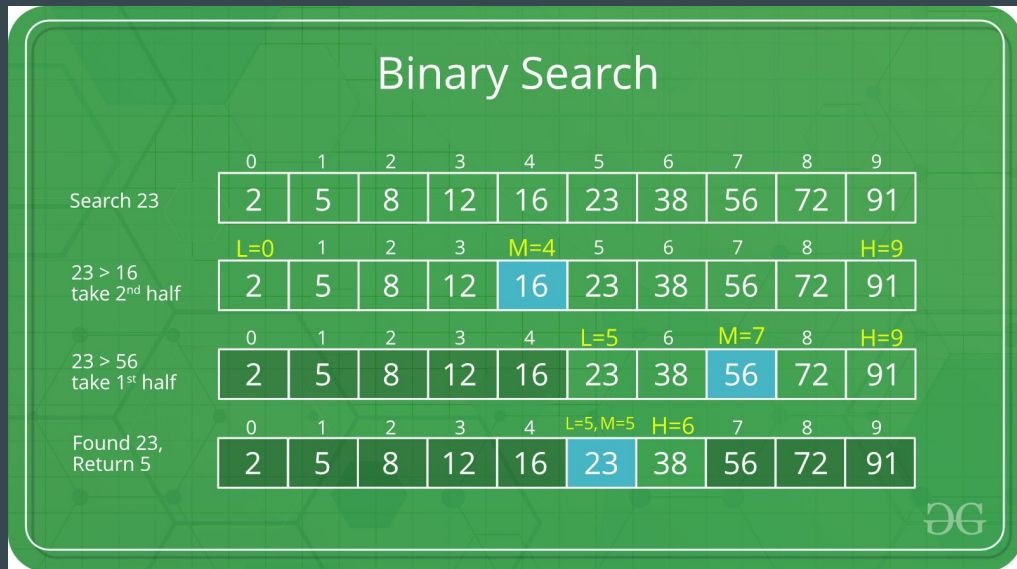 Binary Search
0 1 2 3 4 5 6 7 8 9
Search 23 2 5 8 12 16 23 38 56 72 91
L=0 1 2 3 M=4 5 6 7 8 H=9
23 > 16
take 2nd half 2 5 8 12 16 23 38 56 72 91
0 1 2 3 4 L=5 6 M=7 8 H=9
23 > 56
take 1st half 2 5 8 12 16 23 38 56 72 91
0 1 2 3 4 L=5, M=5 H=6 7 8 9
Found 23,
Return 5 2 5 8 12 16 23 38 56 72 91